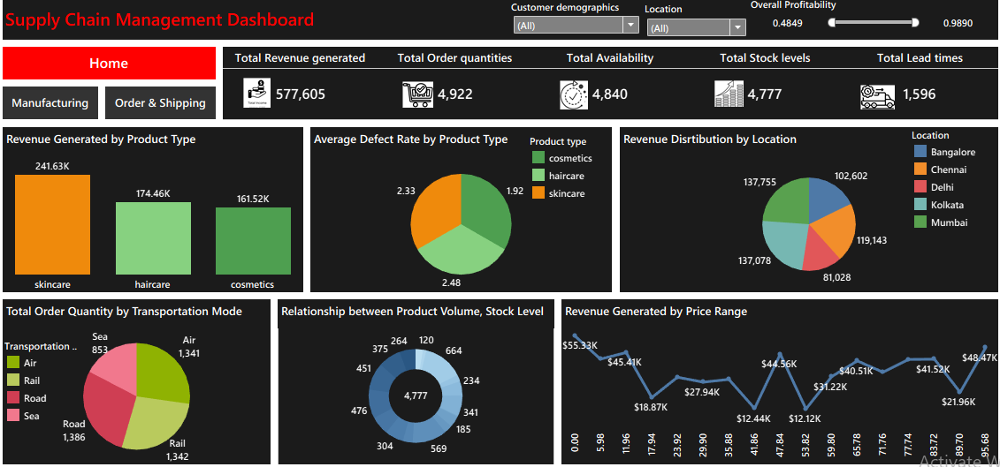 Supply Chain Management Dashboard
Customer demographics
(All)
Location
(All)
Overall Profitability
0.4849
0.9890
Home
Manufacturing
Order & Shipping
Total Revenue generated
577,605
Total Order quantities
4,922
Total Availability
4,840
Total Stock levels
4,777
Total Lead times
1,596
Revenue Generated by Product Type
241.63K
174.46K
161.52K
skincare
haircare
cosmetics
Average Defect Rate by Product Type
2.33
1.92
2.48
Product type
cosmetics
haircare
skincare
Revenue Disrtibution by Location
137,755
102,602
119,143
137,078
81,028
Location
Bangalore
Chennai
Delhi
Kolkata
Mumbai
Total Order Quantity by Transportation Mode
Transportation ..
Air
Rail
Road
Sea
Sea
853
Air
1,341
Road
1,386
Rail
1,342
Relationship between Product Volume, Stock Level
264
120
375
664
451
234
4,777
476
341
185
304
569
Revenue Generated by Price Range
$55.33K
$45.41K
$18.87K
$27.94K
$12.44K
$44.56K
$12.12K
$31.22K
$40.51K
$41.52K
$21.96K
$48.47K
0.00
5.98
11.96
17.94
23.92
29.90
35.88
41.86
47.84
53.82
59.80
65.78
71.76
77.74
83.72
89.70
95.68
Activate W